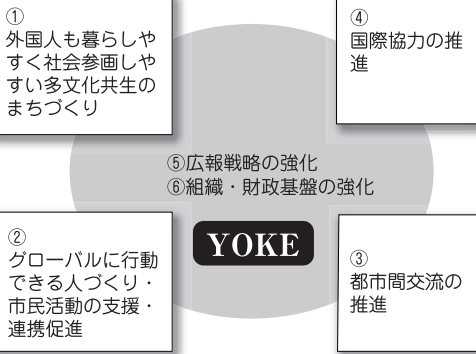 ①
外国人も暮らしや
すく社会参画しや
すい多文化共生の
まちづくり
④
国際協力の推
進
⑤広報戦略の強化
⑥組織・財政基盤の強化
YOKE
②
グローバルに行動
できる人づくり・
市民活動の支援・
連携促進
③
都市間交流の
推進